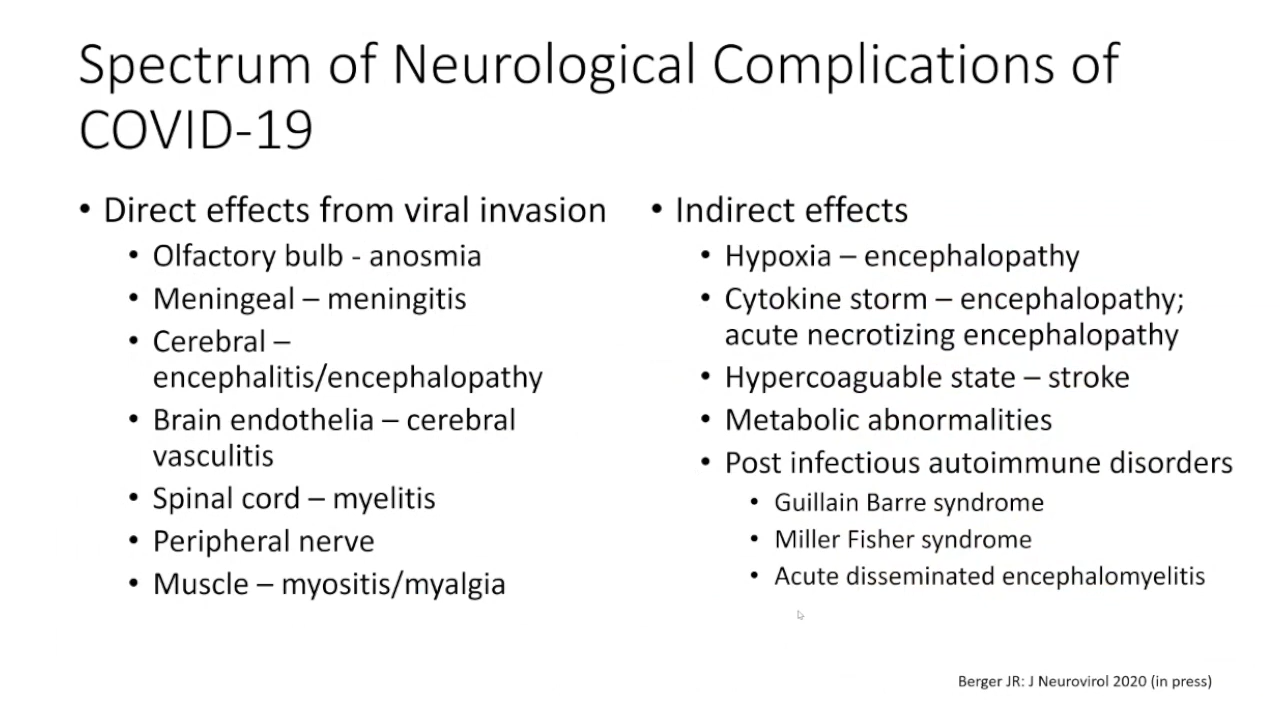 Spectrum of Neurological Complications of
COVID-19
• Direct effects from viral invasion
• Olfactory bulb - anosmia
• Meningeal – meningitis
• Cerebral –
encephalitis/encephalopathy
• Brain endothelia – cerebral
vasculitis
• Spinal cord – myelitis
• Peripheral nerve
• Muscle – myositis/myalgia
• Indirect effects
• Hypoxia – encephalopathy
• Cytokine storm – encephalopathy;
acute necrotizing encephalopathy
• Hypercoaguable state – stroke
• Metabolic abnormalities
• Post infectious autoimmune disorders
• Guillain Barre syndrome
• Miller Fisher syndrome
• Acute disseminated encephalomyelitis
Berger JR: J Neurovirol 2020 (in press)